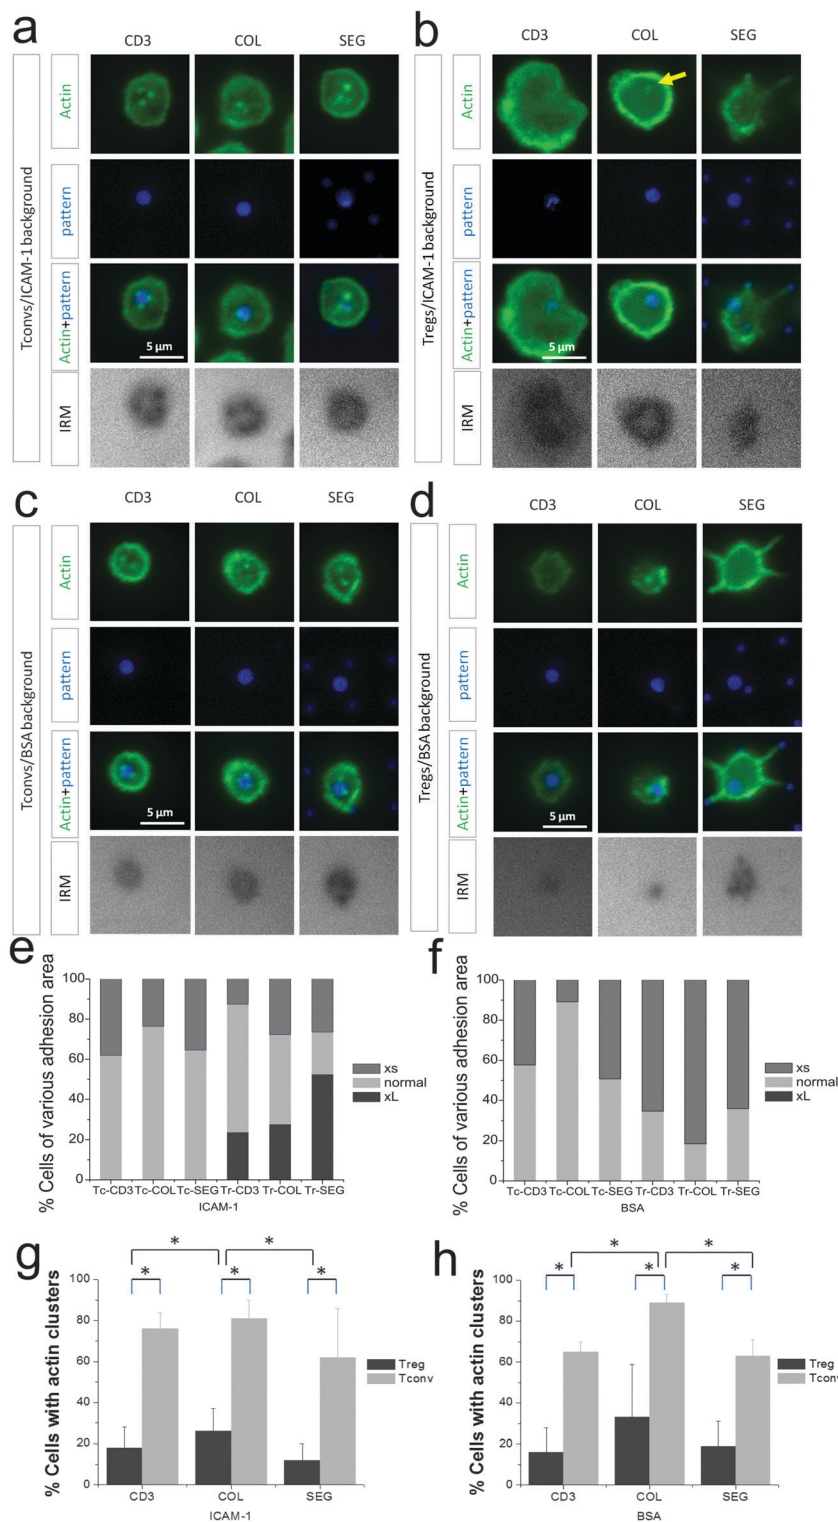 a
CD3 COL SEG
Tconvs/ICAM-1 background
Actin
pattern
Actin+pattern
5 µm
IRM
b
CD3 COL SEG
Tregs/ICAM-1 background
Actin
pattern
Actin+pattern
5 µm
IRM
c
CD3 COL SEG
Tconvs/BSA background
Actin
pattern
Actin+pattern
5 µm
IRM
d
CD3 COL SEG
Tregs/BSA background
Actin
pattern
Actin+pattern
5 µm
IRM
e
% Cells of various adhesion area
100
80
60
40
20
0
xs
normal
xL
Tc-CD3 Tc-COL Tc-SEG Tr-CD3 Tr-COL Tr-SEG
ICAM-1
f
% Cells of various adhesion area
100
80
60
40
20
0
xs
normal
xL
Tc-CD3 Tc-COL Tc-SEG Tr-CD3 Tr-COL Tr-SEG
BSA
g
% Cells with actin clusters
100
80
60
40
20
0
* *
* * *
Treg
Tconv
CD3 COL SEG
ICAM-1
h
% Cells with actin clusters
100
80
60
40
20
0
* *
* * *
Treg
Tconv
CD3 COL SEG
BSA